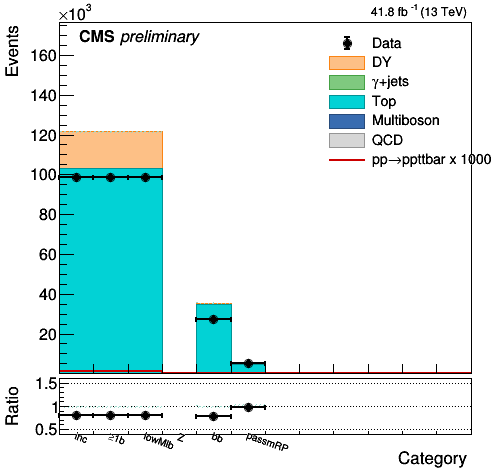 ×10³
41.8 fb⁻¹ (13 TeV)
CMS preliminary
Events
160
140
120
100
80
60
40
20
Data
DY
γ+jets
Top
Multiboson
QCD
pp→ppttbar x 1000
Ratio
1.5
1
0.5
inc
≥1b
lowMlb
Z
bb
passmRP
Category